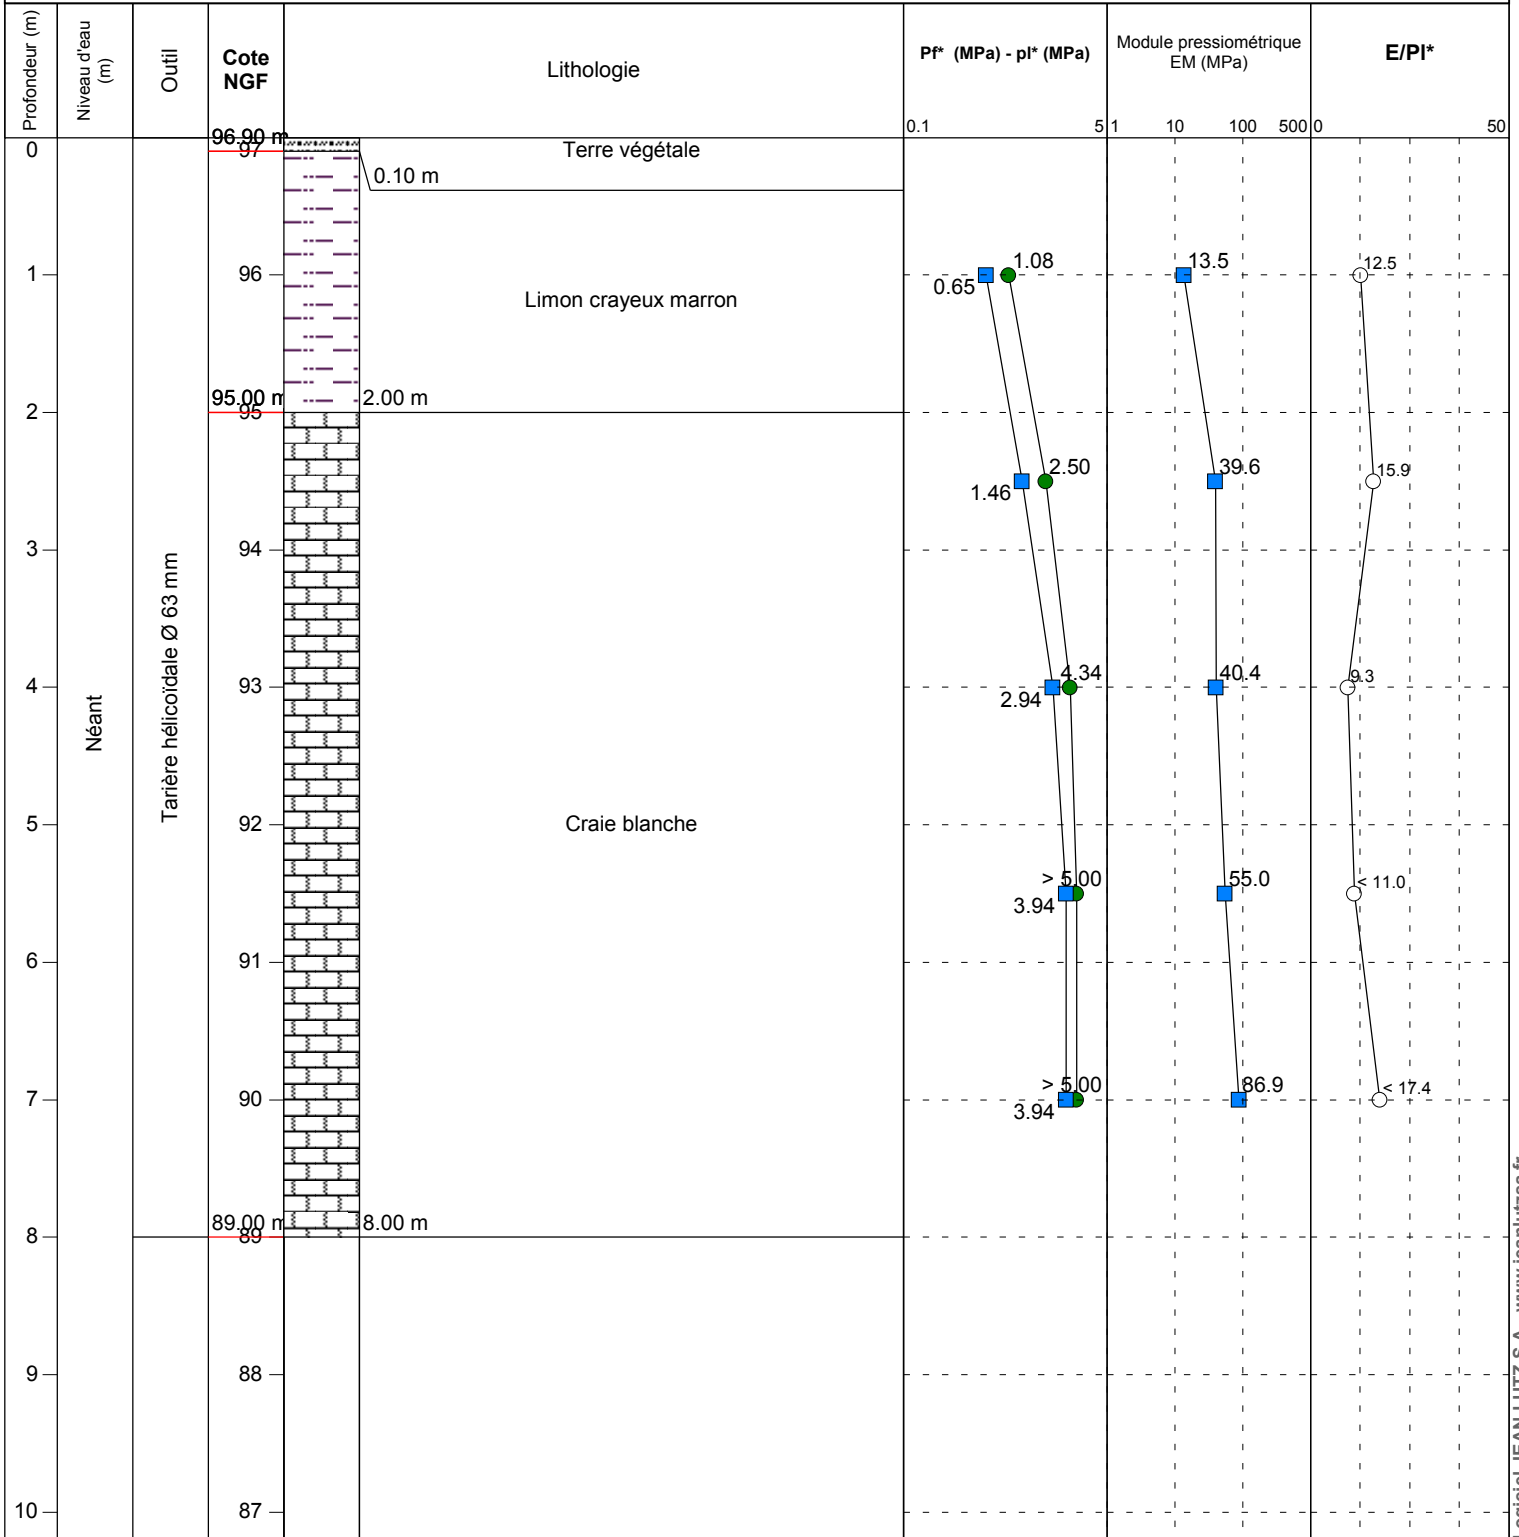 Profondeur (m)
Niveau d'eau
(m)
Outil
Cote
NGF
Lithologie
Pf* (MPa) - pl* (MPa)
Module pressiométrique
EM (MPa)
E/Pl*
0.1
5
1
10
100
500
0
50
96.90 m
0
97
Terre végétale
0.10 m
1
96
Limon crayeux marron
0.65
1.08
13.5
12.5
95.00 m
2.00 m
2
95
1.46
2.50
39.6
15.9
3
94
Tarière hélicoïdale Ø 63 mm
4
93
2.94
4.34
40.4
9.3
Néant
5
92
Craie blanche
> 5.00
3.94
55.0
< 11.0
6
91
7
90
> 5.00
3.94
86.9
< 17.4
89.00 m
8.00 m
8
89
9
88
10
87
JEAN LUTZ S.A - www.jeanlutzsa.fr